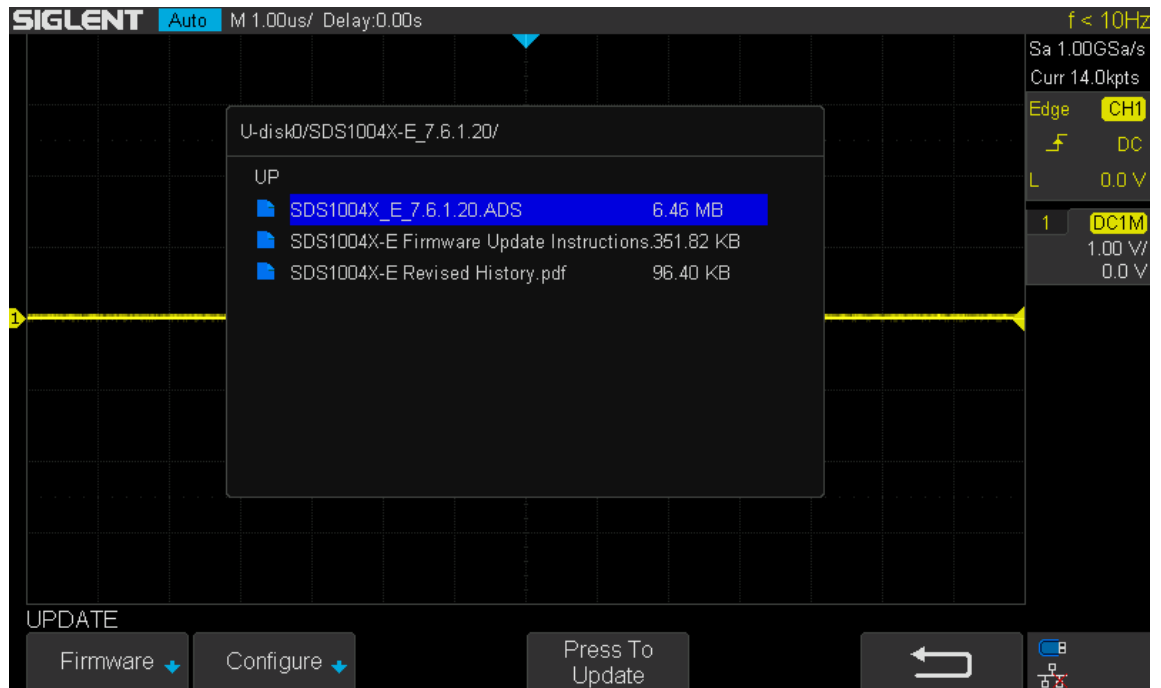 SIGLENT Auto M 1.00us/ Delay:0.00s f < 10Hz
Sa 1.00GSa/s
Curr 14.0kpts
Edge CH1
DC
L 0.0 V
1 DC1M
1.00 V/
0.0 V
U-disk0/SDS1004X-E_7.6.1.20/
UP
SDS1004X_E_7.6.1.20.ADS 6.46 MB
SDS1004X-E Firmware Update Instructions.351.82 KB
SDS1004X-E Revised History.pdf 96.40 KB
1
UPDATE
Firmware Configure Press To
Update